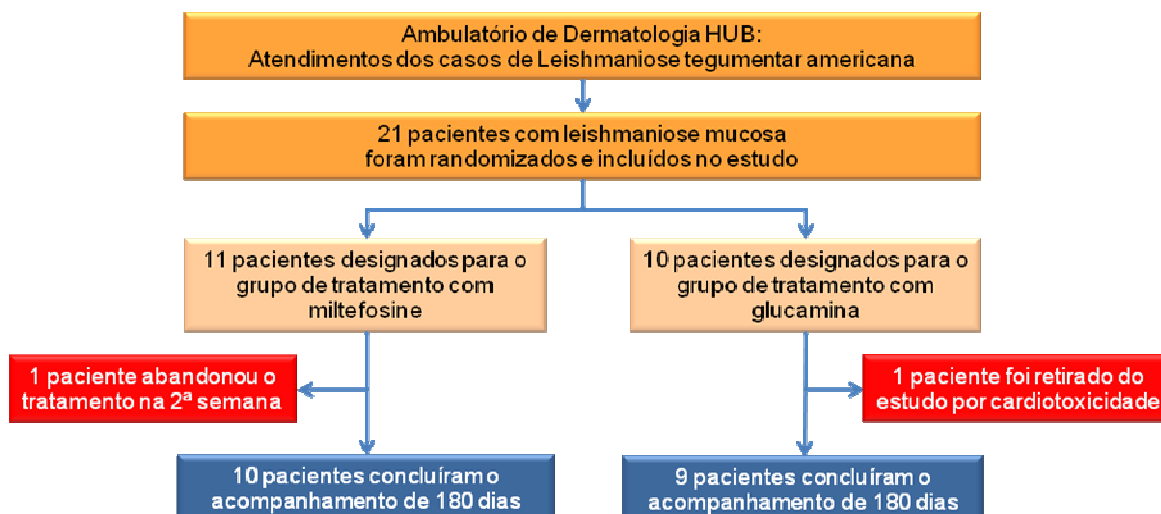 Ambulatório de Dermatologia HUB:
Atendimentos dos casos de Leishmaniose tegumentar americana
21 pacientes com leishmaniose mucosa
foram randomizados e incluídos no estudo
11 pacientes designados para o
grupo de tratamento com
miltefosine
10 pacientes designados para o
grupo de tratamento com
glucamina
1 paciente abandonou o
tratamento na 2ª semana
1 paciente foi retirado do
estudo por cardiotoxicidade
10 pacientes concluíram o
acompanhamento de 180 dias
9 pacientes concluíram o
acompanhamento de 180 dias